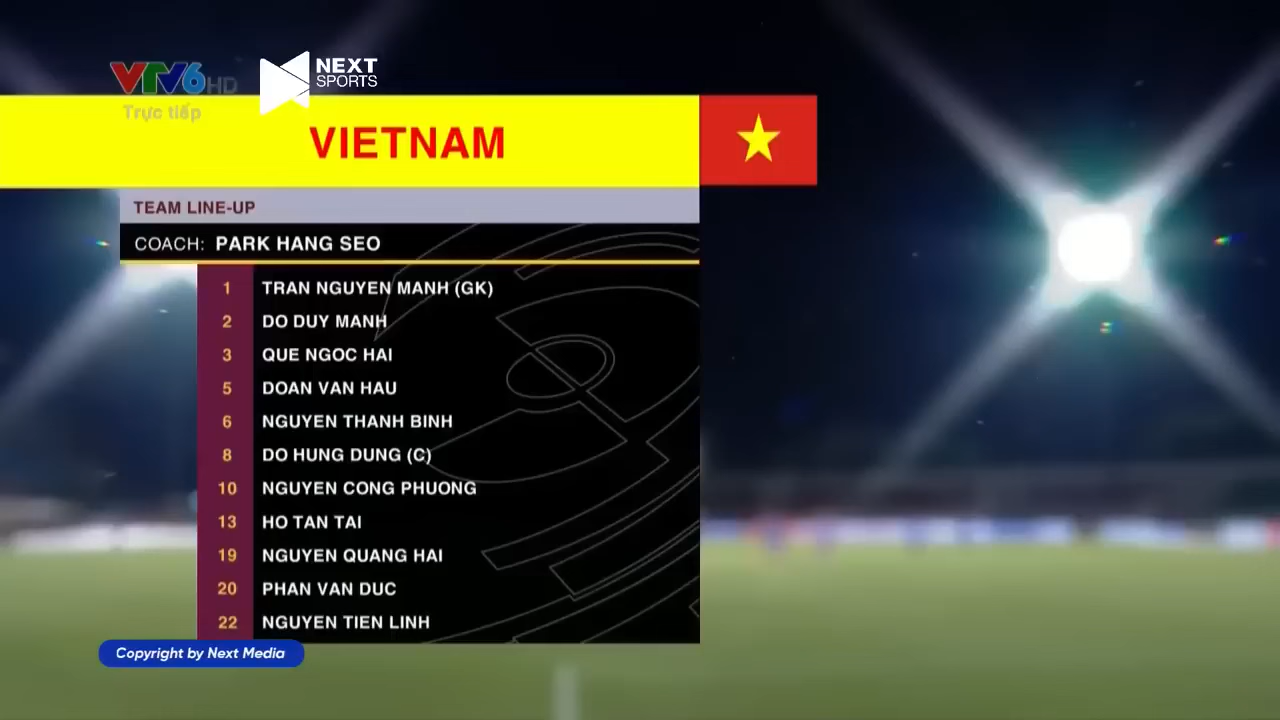 VTV6 HD
Trực tiếp
NEXT
SPORTS
VIETNAM
TEAM LINE-UP
COACH: PARK HANG SEO
1 TRAN NGUYEN MANH (GK)
2 DO DUY MANH
3 QUE NGOC HAI
5 DOAN VAN HAU
6 NGUYEN THANH BINH
8 DO HUNG DUNG (C)
10 NGUYEN CONG PHUONG
13 HO TAN TAI
19 NGUYEN QUANG HAI
20 PHAN VAN DUC
22 NGUYEN TIEN LINH
Copyright by Next Media